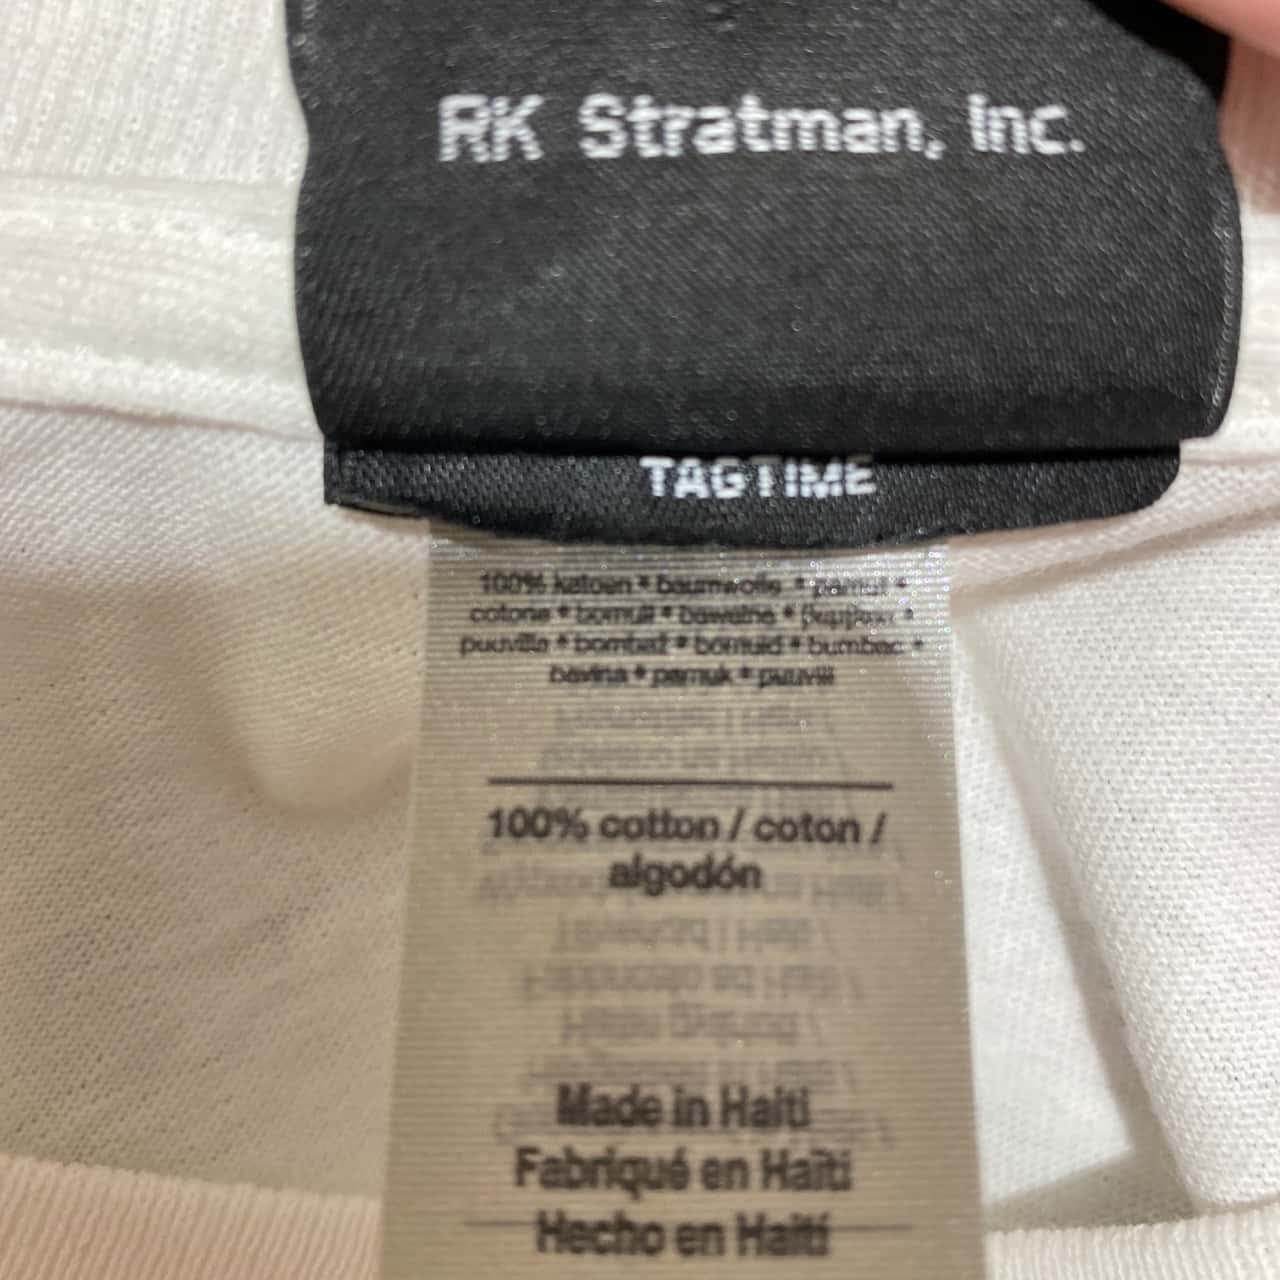 RK Stratman, Inc.
TAGTIME
100% katoen * baumwolle * pamut *
cotone * bomull * bawełna *
puuvilla * bombaž * bomuld * bumbac *
bavlna * pamuk * puuvill
100% cotton / coton /
algodón
Made in Haiti
Fabriqué en Haïti
Hecho en Haití